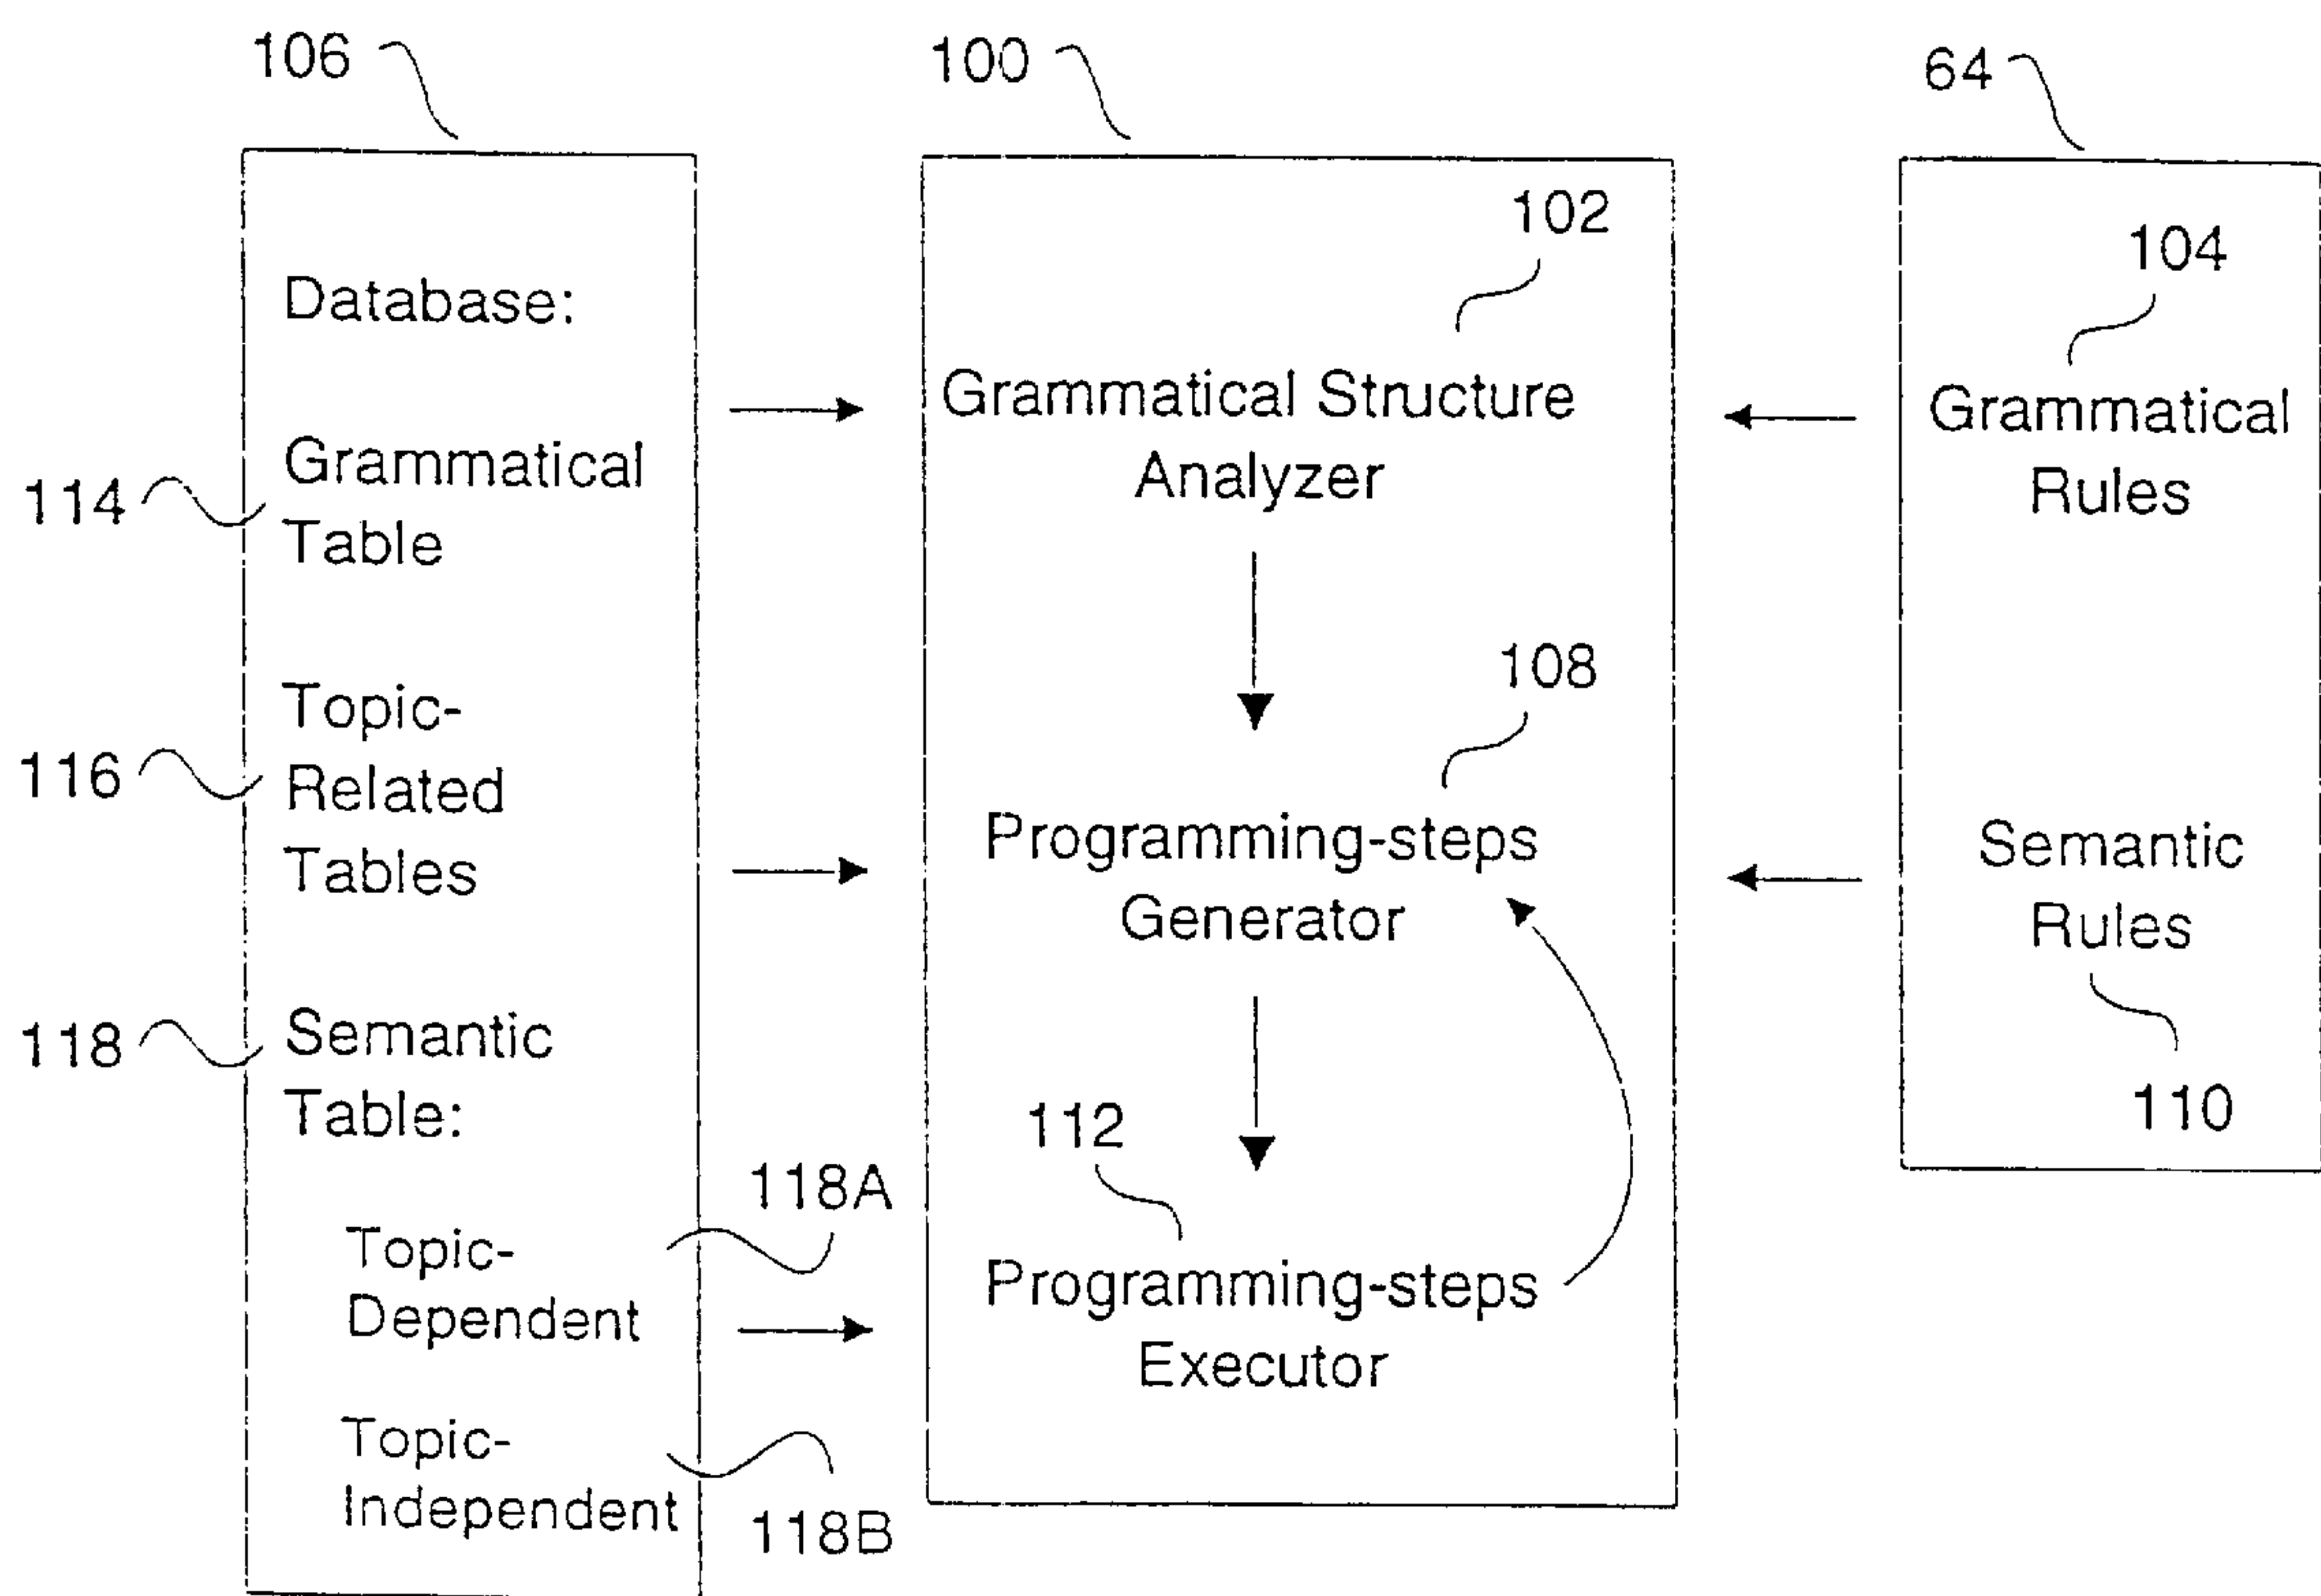 106
100
64
102
104
Database:
Grammatical Structure
Analyzer
Grammatical
Rules
114
Grammatical
Table
108
116
Topic-
Related
Tables
Programming-steps
Generator
Semantic
Rules
110
118
Semantic
Table:
112
118A
Topic-
Dependent
Programming-steps
Executor
Topic-
Independent
118B